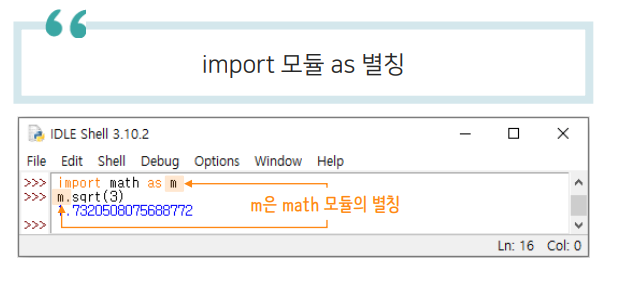 import 모듈 as 별칭
IDLE Shell 3.10.2
File Edit Shell Debug Options Window Help
>>> import math as m
>>> m.sqrt(3)
1.7320508075688772
m은 math 모듈의 별칭
>>>
Ln: 16 Col: 0